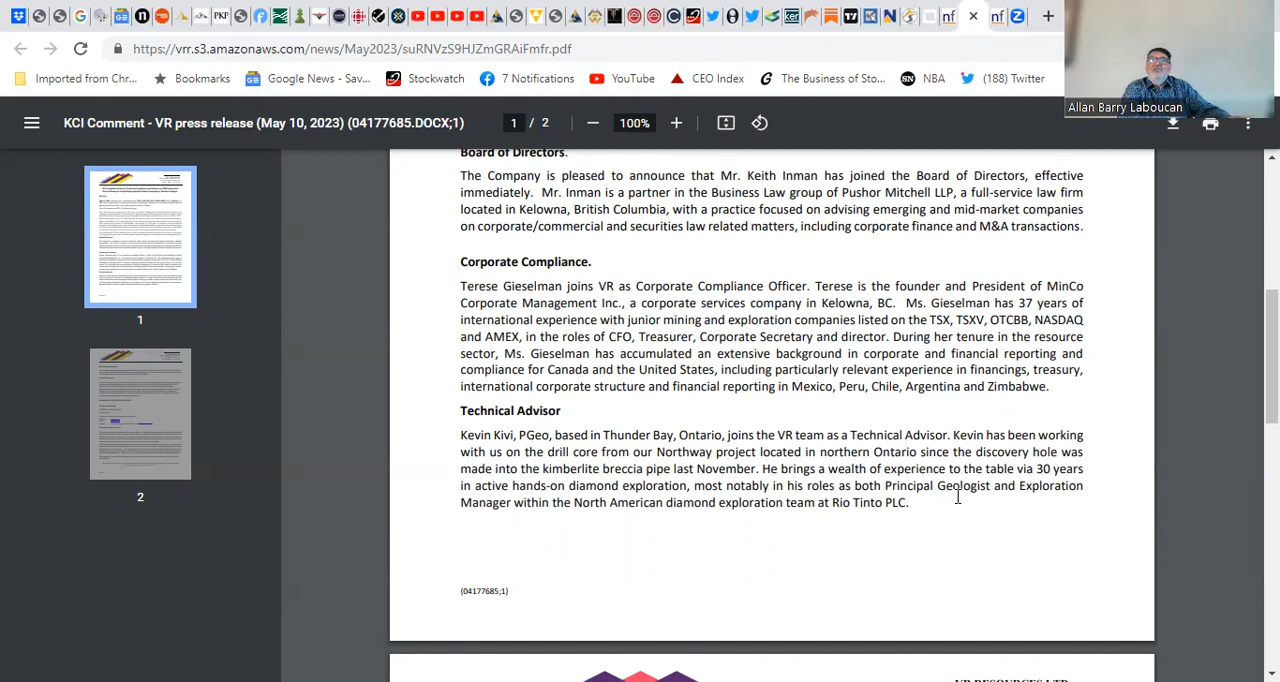 https://vrr.s3.amazonaws.com/news/May2023/suRNVzS9HJZmGRAiFmfr.pdf
Imported from Chr... Bookmarks Google News - Sav... Stockwatch 7 Notifications YouTube CEO Index The Business of Sto... NBA (188) Twitter
Allan Barry Laboucan
KCI Comment - VR press release (May 10, 2023) (04177685.DOCX;1) 1 / 2 100%
Board of Directors.
The Company is pleased to announce that Mr. Keith Inman has joined the Board of Directors, effective
immediately. Mr. Inman is a partner in the Business Law group of Pushor Mitchell LLP, a full-service law firm
located in Kelowna, British Columbia, with a practice focused on advising emerging and mid-market companies
on corporate/commercial and securities law related matters, including corporate finance and M&A transactions.
Corporate Compliance.
Terese Gieselman joins VR as Corporate Compliance Officer. Terese is the founder and President of MinCo
Corporate Management Inc., a corporate services company in Kelowna, BC. Ms. Gieselman has 37 years of
international experience with junior mining and exploration companies listed on the TSX, TSXV, OTCBB, NASDAQ
and AMEX, in the roles of CFO, Treasurer, Corporate Secretary and director. During her tenure in the resource
sector, Ms. Gieselman has accumulated an extensive background in corporate and financial reporting and
compliance for Canada and the United States, including particularly relevant experience in financings, treasury,
international corporate structure and financial reporting in Mexico, Peru, Chile, Argentina and Zimbabwe.
Technical Advisor
Kevin Kivi, PGeo, based in Thunder Bay, Ontario, joins the VR team as a Technical Advisor. Kevin has been working
with us on the drill core from our Northway project located in northern Ontario since the discovery hole was
made into the kimberlite breccia pipe last November. He brings a wealth of experience to the table via 30 years
in active hands-on diamond exploration, most notably in his roles as both Principal Geologist and Exploration
Manager within the North American diamond exploration team at Rio Tinto PLC.
{04177685;1}
VR RESOURCES LTD.
1
2